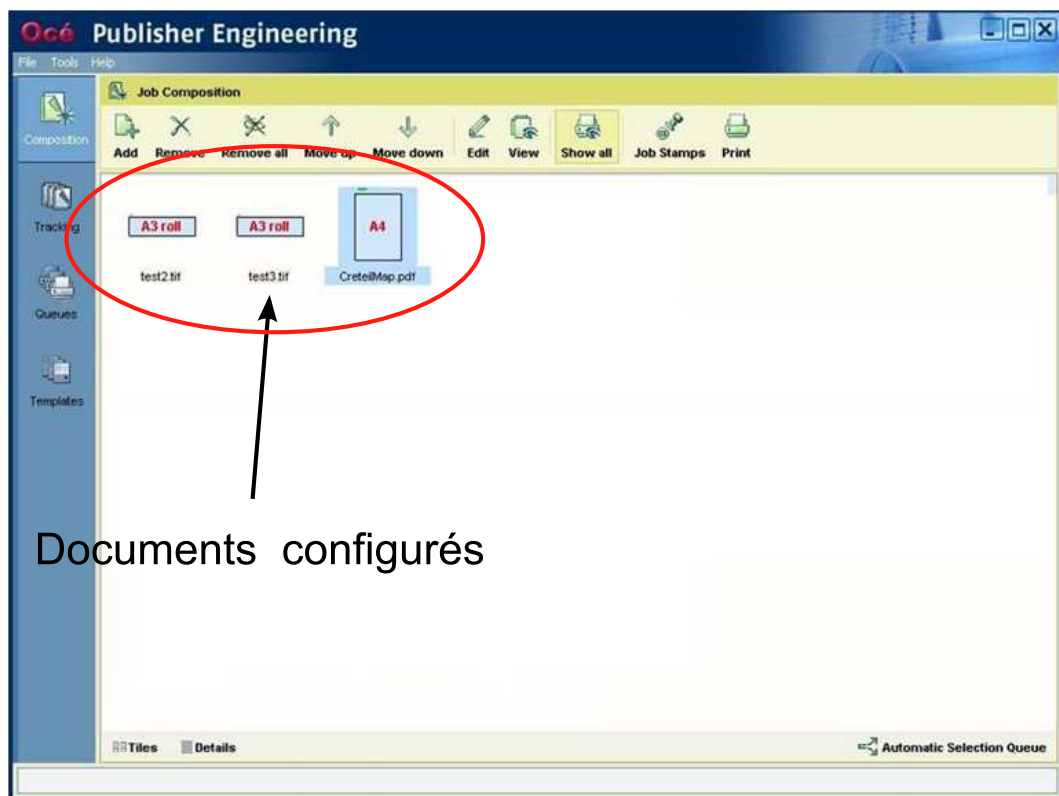 Océ Publisher Engineering
File Tools Help
Job Composition
Composition
Add Remove Remove all Move up Move down Edit View Show all Job Stamps Print
Tracking
A3 roll A3 roll A4
test2.tif test3.tif CreteilMap.pdf
Queues
Templates
Documents configurés
Tiles Details Automatic Selection Queue